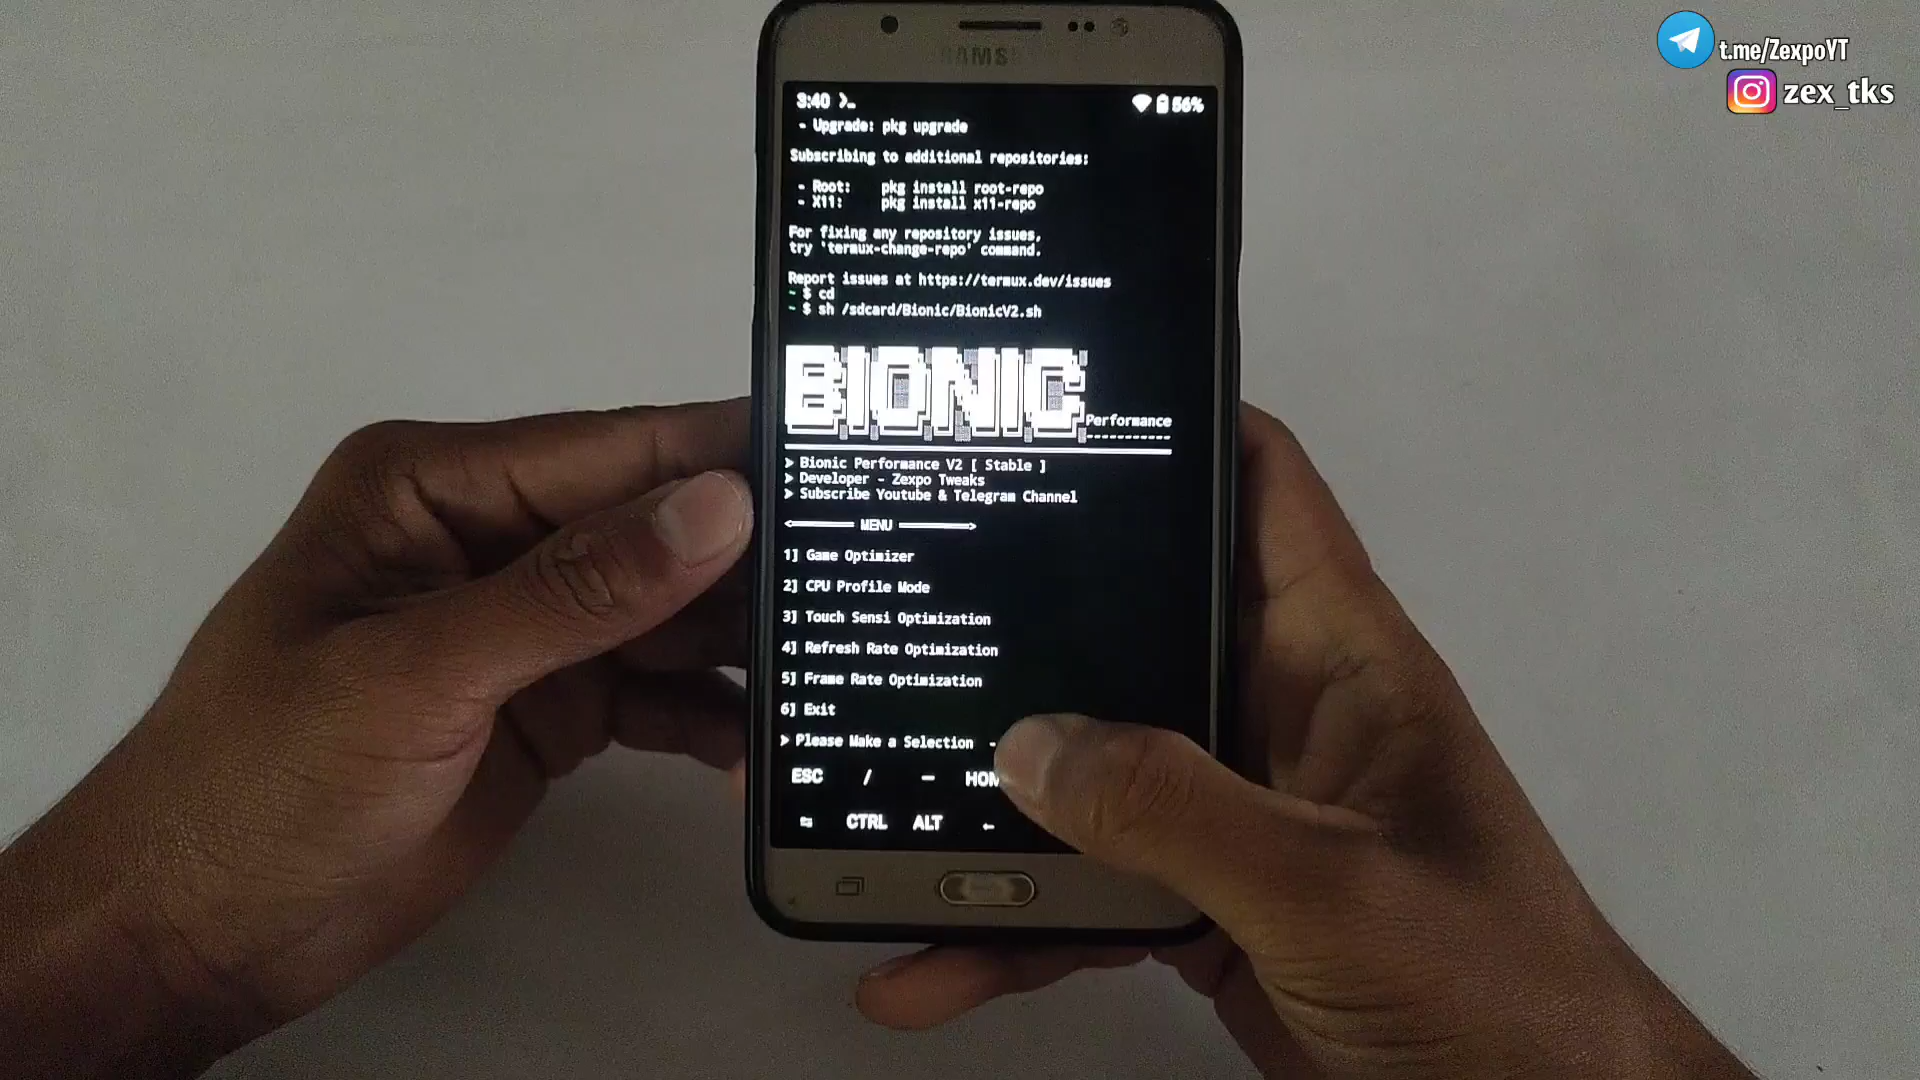 t.me/ZexpoYT
zex_tks
SAMS
3:40 56%
- Upgrade: pkg upgrade
Subscribing to additional repositories:
- Root: pkg install root-repo
- X11: pkg install x11-repo
For fixing any repository issues,
try 'termux-change-repo' command.
Report issues at https://termux.dev/issues
~ $ cd
~ $ sh /sdcard/Bionic/BionicV2.sh
BIONIC
Performance
> Bionic Performance V2 [ Stable ]
> Developer - Zexpo Tweaks
> Subscribe Youtube & Telegram Channel
<——— MENU ———>
1] Game Optimizer
2] CPU Profile Mode
3] Touch Sensi Optimization
4] Refresh Rate Optimization
5] Frame Rate Optimization
6] Exit
> Please Make a Selection -
ESC / — HOM
CTRL ALT ←